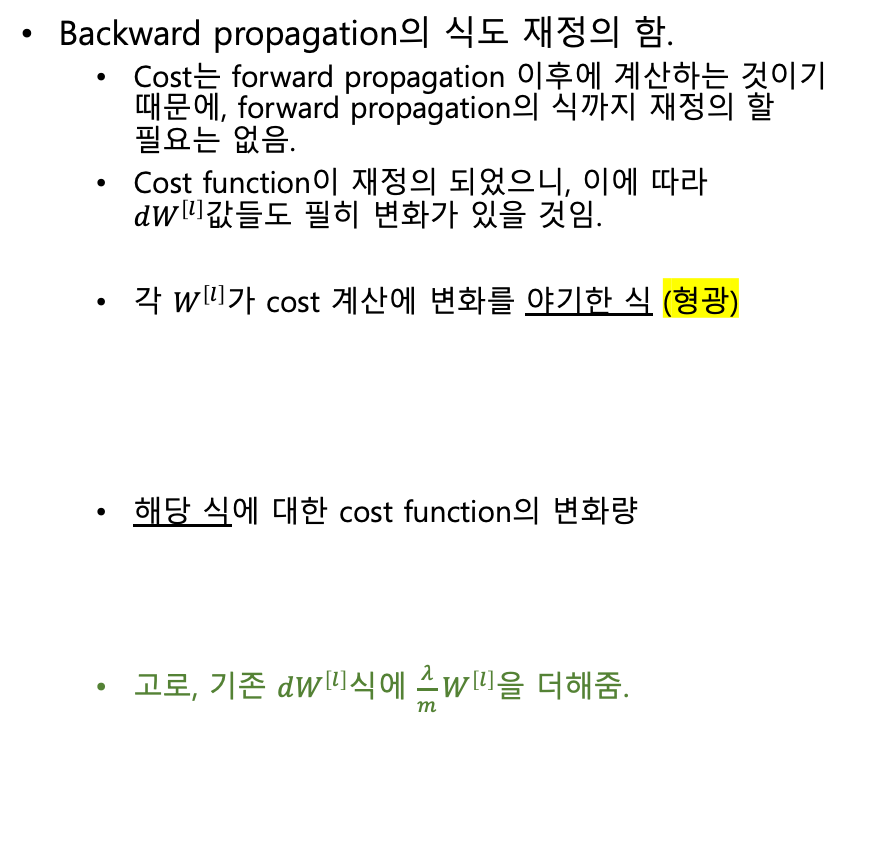 • Backward propagation의 식도 재정의 함.
• Cost는 forward propagation 이후에 계산하는 것이기
때문에, forward propagation의 식까지 재정의 할
필요는 없음.
• Cost function이 재정의 되었으니, 이에 따라
𝑑𝑊^[𝑙]값들도 필히 변화가 있을 것임.
• 각 𝑊^[𝑙]가 cost 계산에 변화를 야기한 식 (형광)
• 해당 식에 대한 cost function의 변화량
• 고로, 기존 𝑑𝑊^[𝑙]식에 λ/m 𝑊^[𝑙]을 더해줌.